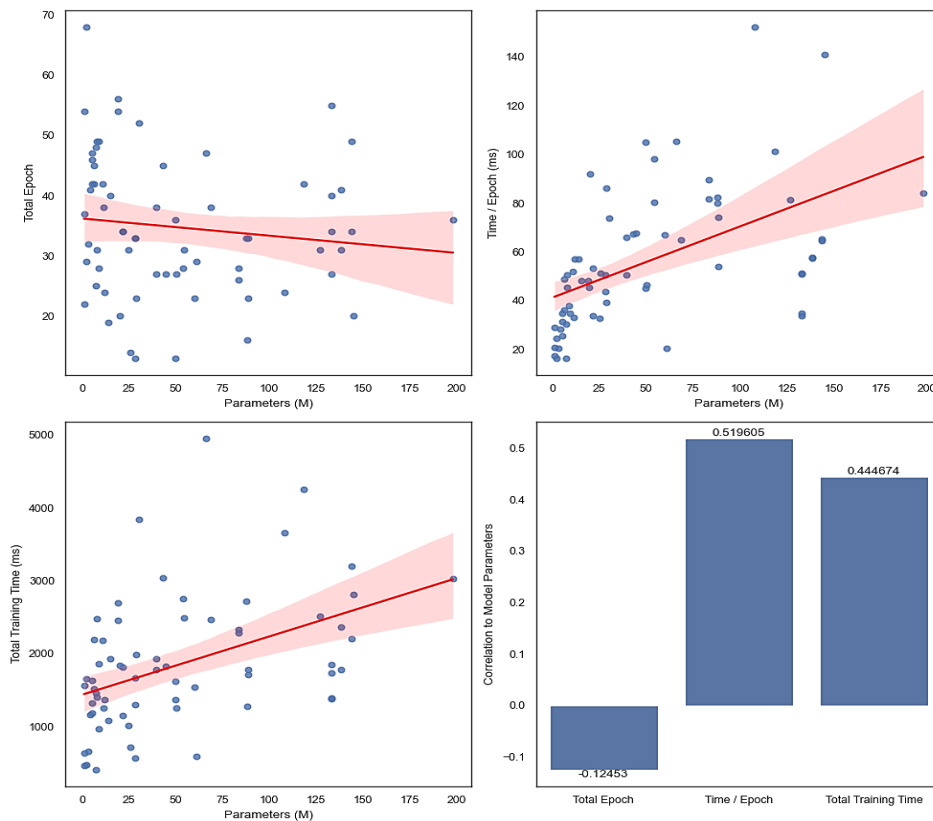 70
60
50
40
30
20
Total Epoch
0 25 50 75 100 125 150 175 200
Parameters (M)
140
120
100
80
60
40
20
Time / Epoch (ms)
0 25 50 75 100 125 150 175 200
Parameters (M)
5000
4000
3000
2000
1000
Total Training Time (ms)
0 25 50 75 100 125 150 175 200
Parameters (M)
0.5
0.4
0.3
0.2
0.1
0.0
−0.1
Correlation to Model Parameters
0.519605
0.444674
-0.12453
Total Epoch Time / Epoch Total Training Time